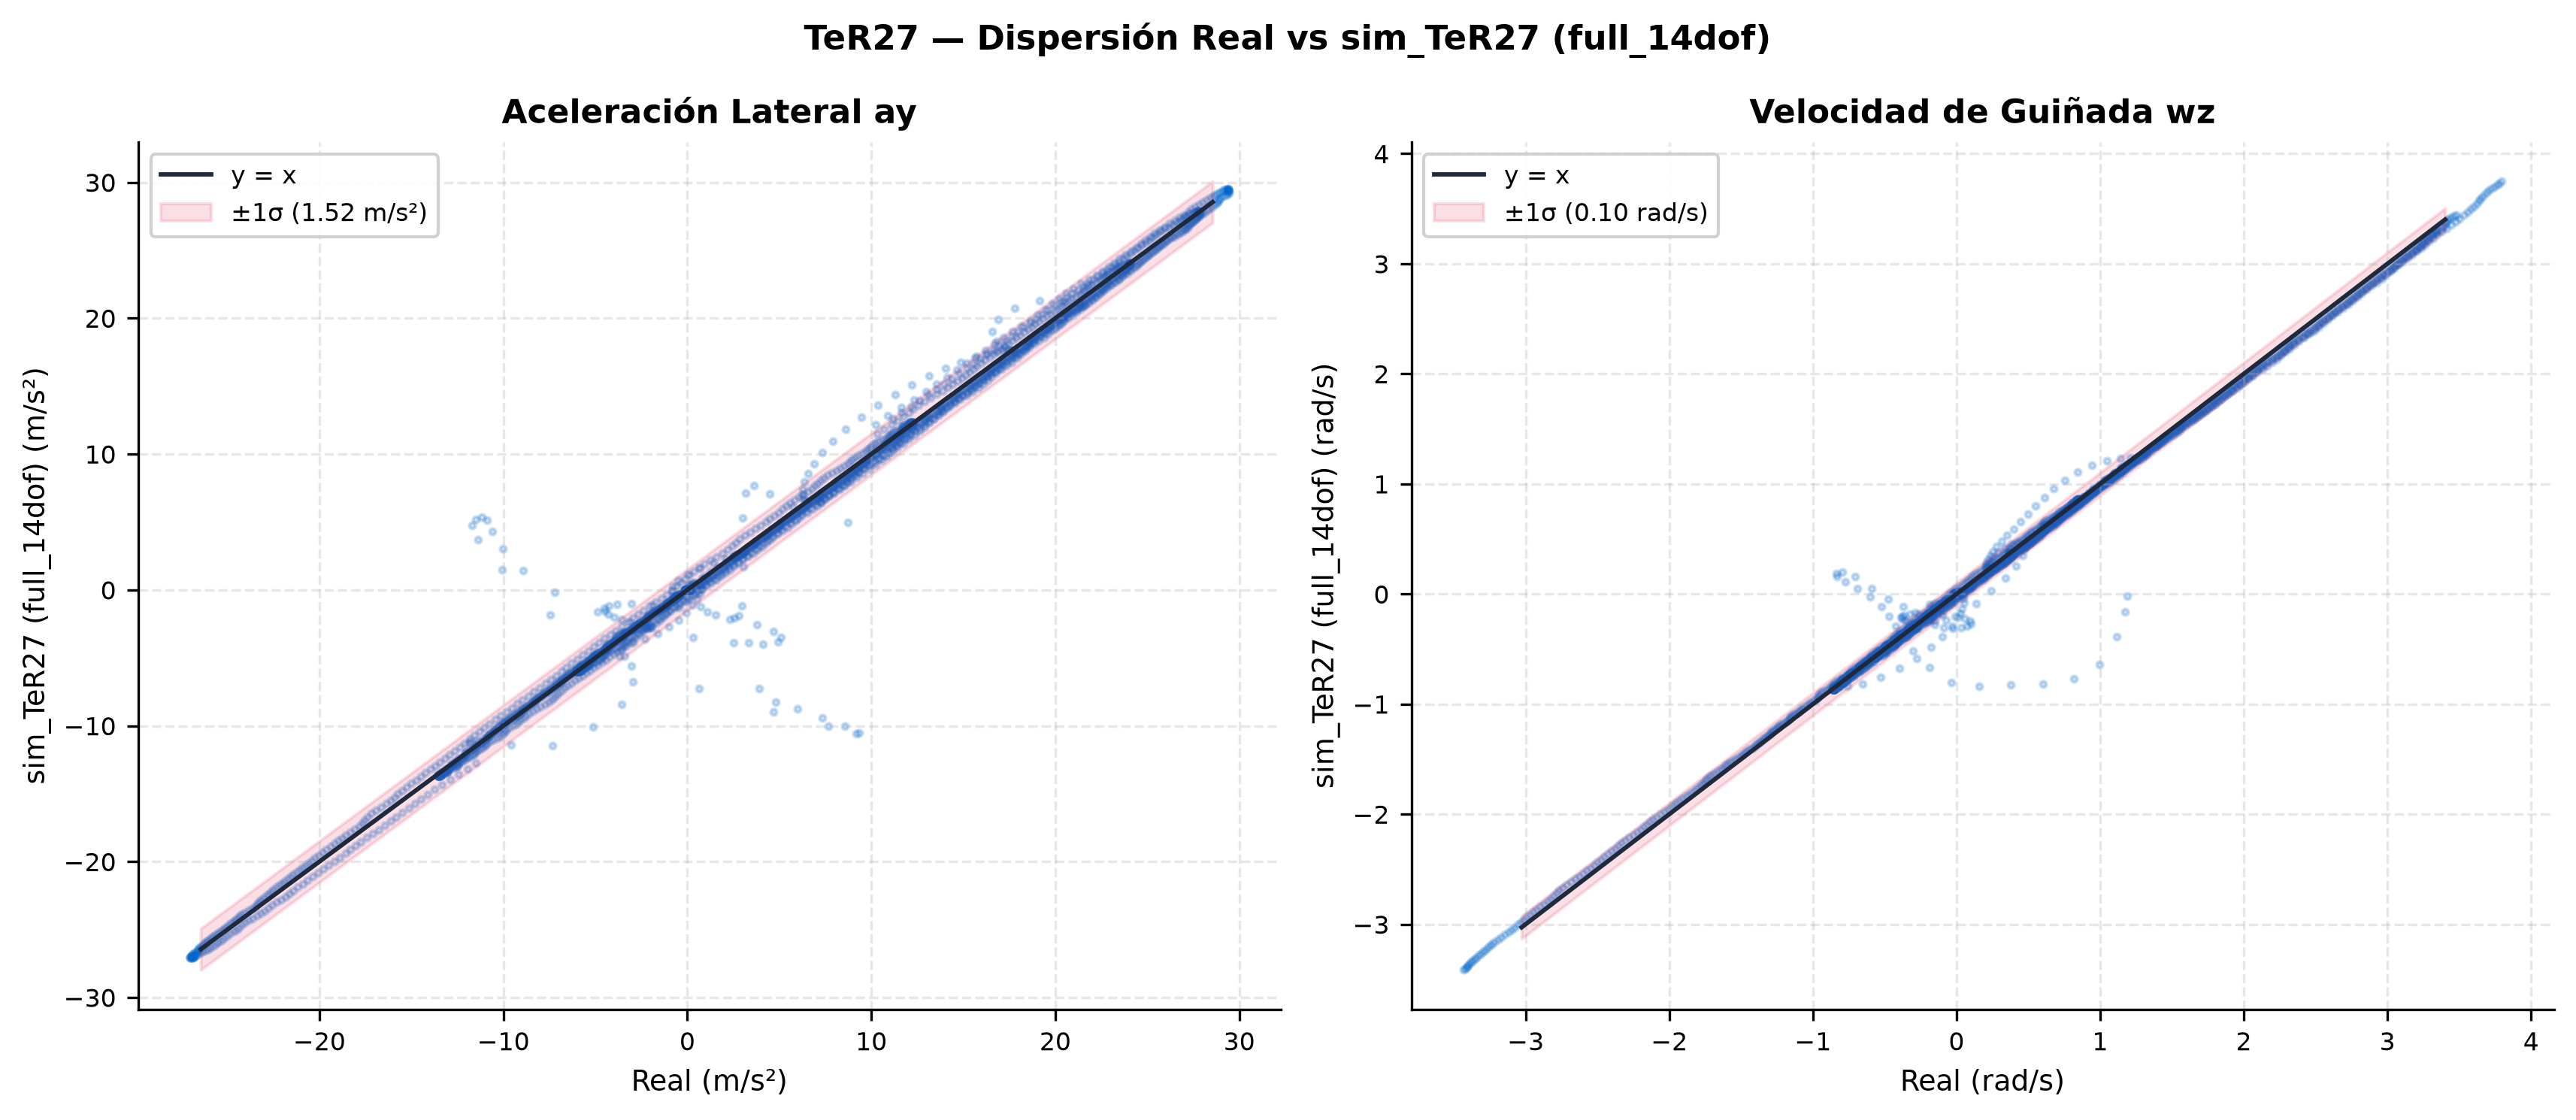 TeR27 — Dispersión Real vs sim_TeR27 (full_14dof)
Aceleración Lateral ay
y = x
±1σ (1.52 m/s²)
30
20
10
0
−10
−20
−30
sim_TeR27 (full_14dof) (m/s²)
−20
−10
0
10
20
30
Real (m/s²)
Velocidad de Guiñada wz
y = x
±1σ (0.10 rad/s)
4
3
2
1
0
−1
−2
−3
sim_TeR27 (full_14dof) (rad/s)
−3
−2
−1
0
1
2
3
4
Real (rad/s)